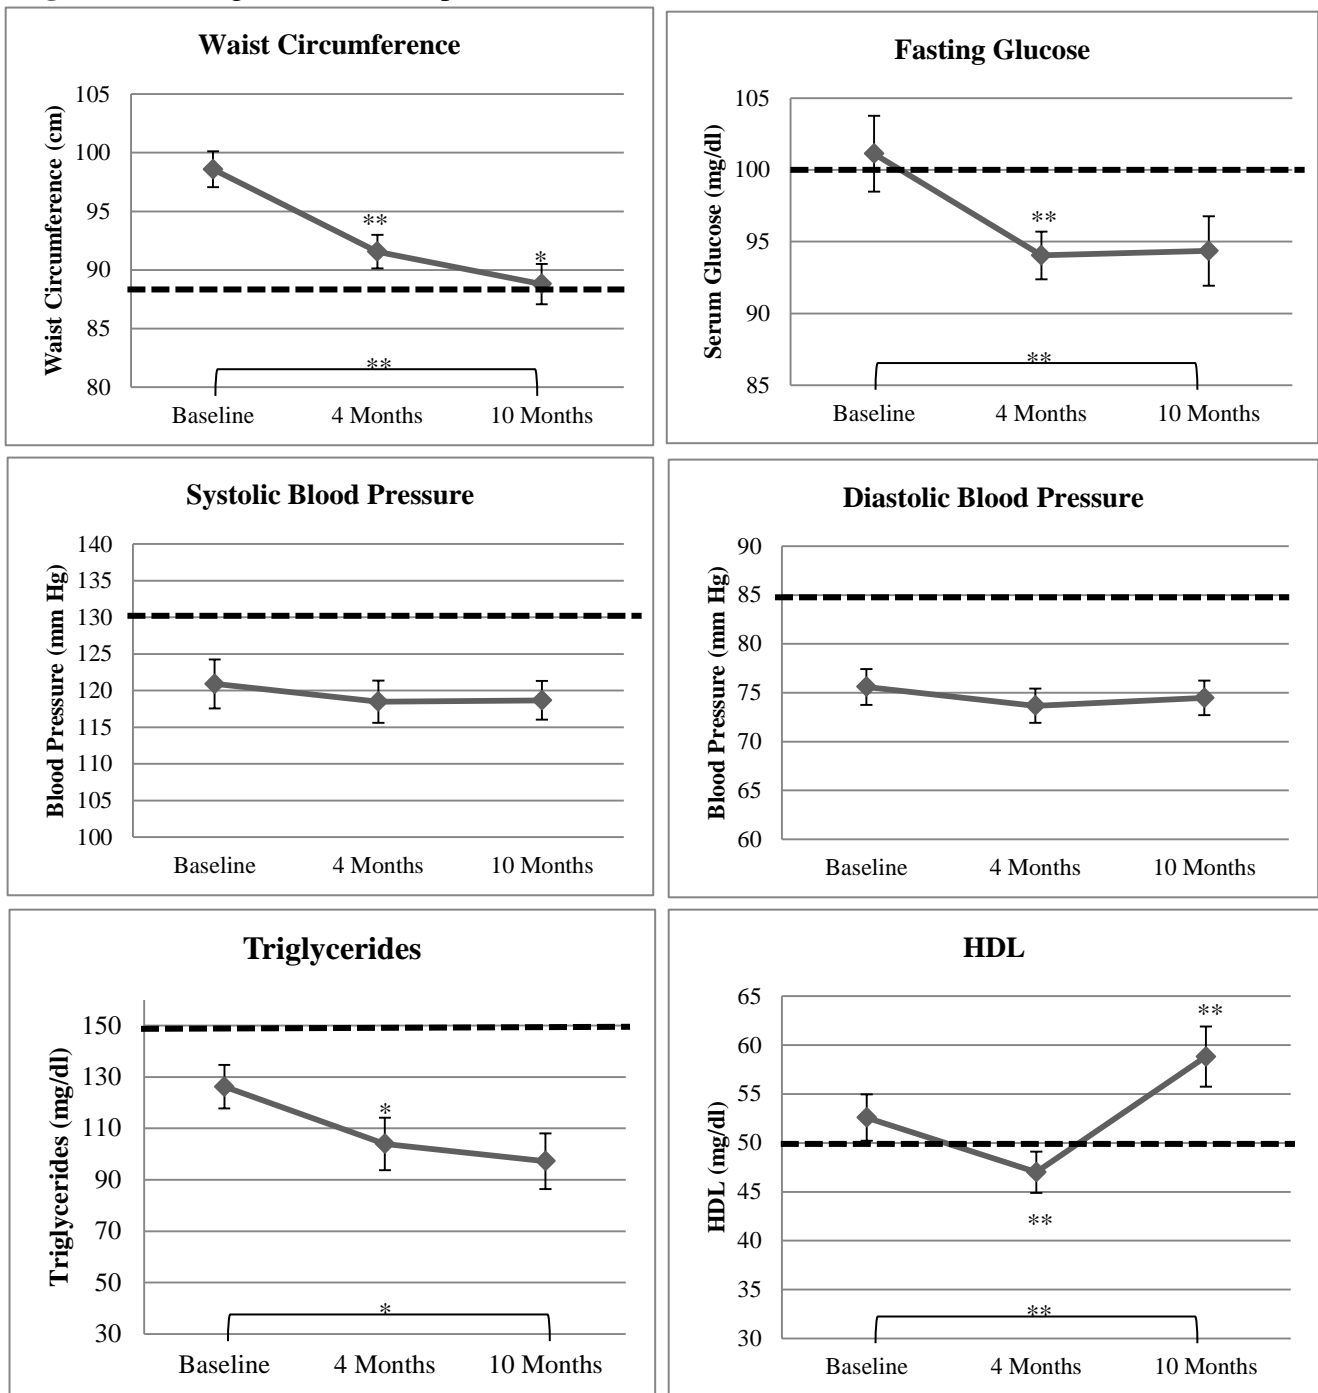 Waist Circumference
Waist Circumference (cm)
105
100
95
90
85
80
**
*
**
Baseline 4 Months 10 Months
Fasting Glucose
Serum Glucose (mg/dl)
105
100
95
90
85
**
**
Baseline 4 Months 10 Months
Systolic Blood Pressure
Blood Pressure (mm Hg)
140
135
130
125
120
115
110
105
100
Baseline 4 Months 10 Months
Diastolic Blood Pressure
Blood Pressure (mm Hg)
90
85
80
75
70
65
60
Baseline 4 Months 10 Months
Triglycerides
Triglycerides (mg/dl)
150
130
110
90
70
50
30
*
*
Baseline 4 Months 10 Months
HDL
HDL (mg/dl)
65
60
55
50
45
40
35
30
**
**
**
Baseline 4 Months 10 Months